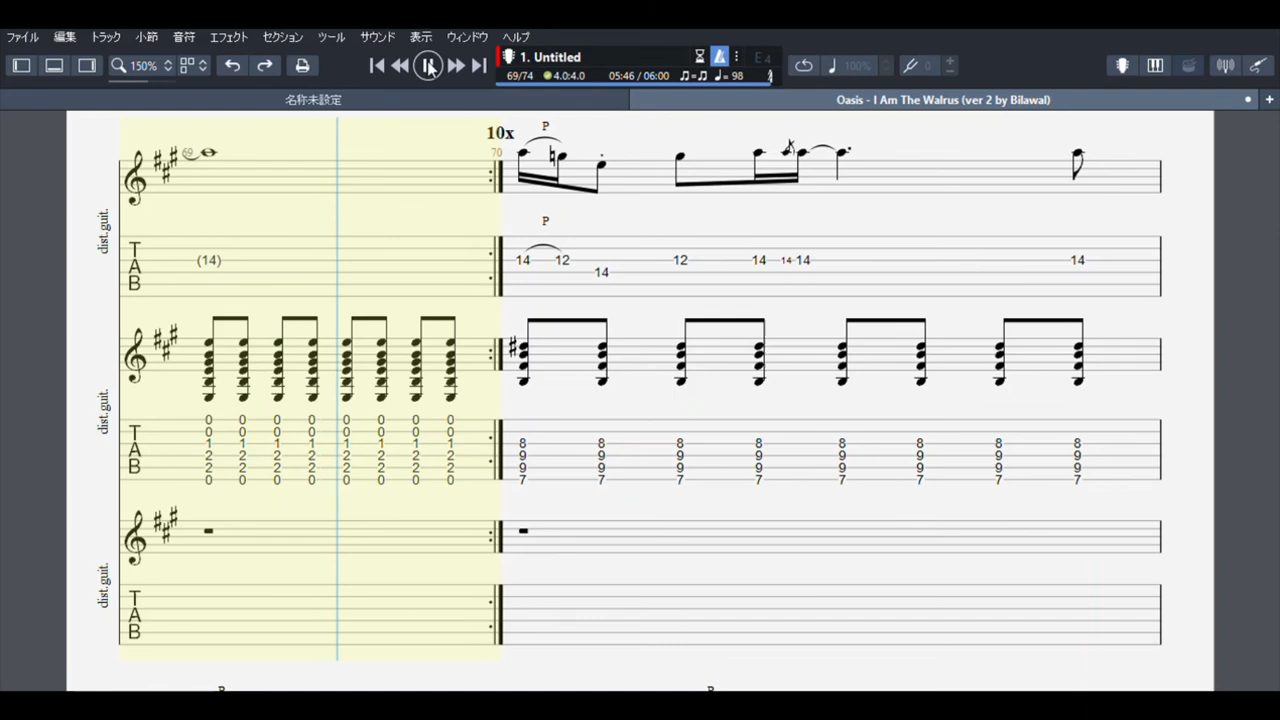 ファイル 編集 トラック 小節 音符 エフェクト セクション ツール サウンド 表示 ウィンドウ ヘルプ
150% 1. Untitled E4 100% 0
69/74 4.0:4.0 05:46 / 06:00 ♫=♫ ♩= 98
名称未設定 Oasis - I Am The Walrus (ver 2 by Bilawal)
10x P
69 70
dist.guit.
P
T
A
B
(14) 14 12 14 12 14 14 14 14
dist.guit.
T
A
B
0 0 0 0 0 0 0 0
0 0 0 0 0 0 0 0
1 1 1 1 1 1 1 1 8 8 8 8 8 8 8 8
2 2 2 2 2 2 2 2 9 9 9 9 9 9 9 9
2 2 2 2 2 2 2 2 9 9 9 9 9 9 9 9
0 0 0 0 0 0 0 0 7 7 7 7 7 7 7 7
dist.guit.
T
A
B